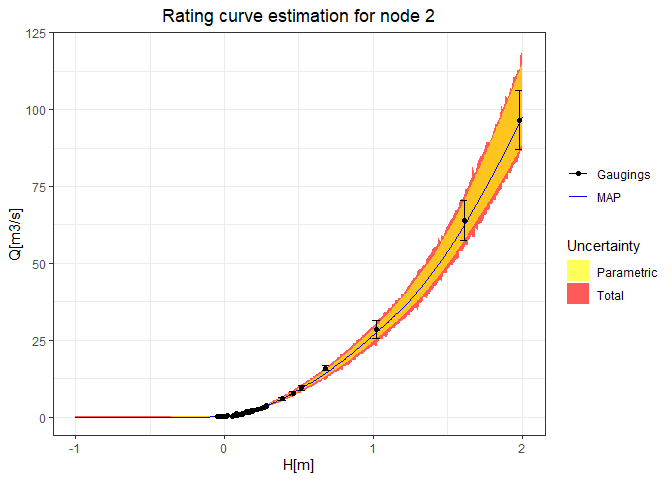 Rating curve estimation for node 2
Q[m3/s]
125
100
75
50
25
0
-1
0
1
2
H[m]
Gaugings
MAP
Uncertainty
Parametric
Total